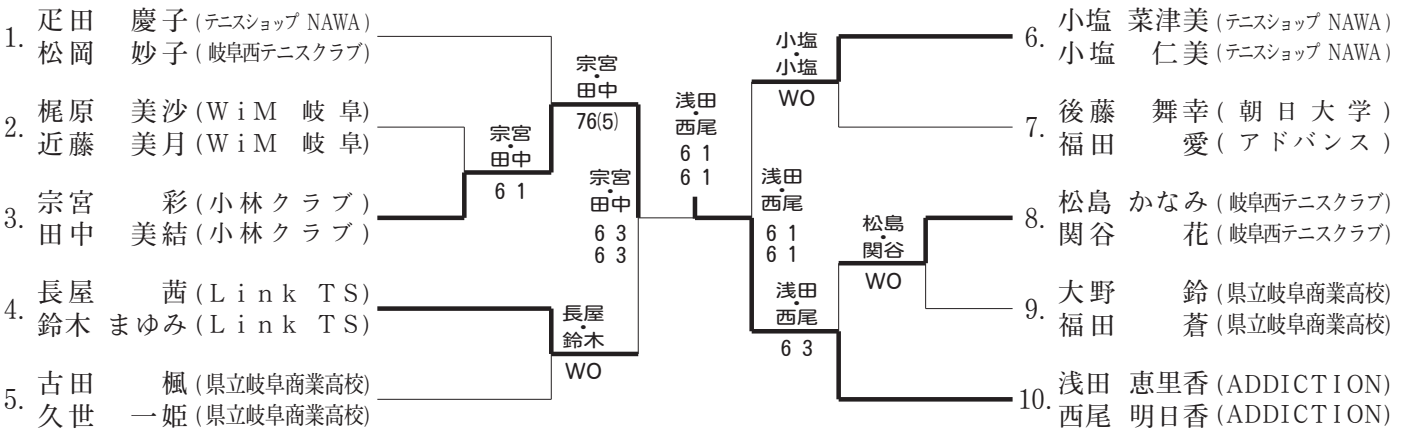 1. 疋田 慶子 (テニスショップ NAWA)
松岡 妙子 (岐阜西テニスクラブ)
2. 梶原 美沙 (WiM 岐阜)
近藤 美月 (WiM 岐阜)
3. 宗宮 彩 (小林クラブ)
田中 美結 (小林クラブ)
4. 長屋 茜 (Link TS)
鈴木 まゆみ (Link TS)
5. 古田 楓 (県立岐阜商業高校)
久世 一姫 (県立岐阜商業高校)
宗宮・田中
6 1
宗宮・田中
76(5)
長屋・鈴木
WO
宗宮・田中
6 3
6 3
浅田・西尾
6 1
6 1
小塩・小塩
WO
浅田・西尾
6 1
6 1
松島・関谷
WO
浅田・西尾
6 3
6. 小塩 菜津美 (テニスショップ NAWA)
小塩 仁美 (テニスショップ NAWA)
7. 後藤 舞幸 (朝日大学)
福田 愛 (アドバンス)
8. 松島 かなみ (岐阜西テニスクラブ)
関谷 花 (岐阜西テニスクラブ)
9. 大野 鈴 (県立岐阜商業高校)
福田 蒼 (県立岐阜商業高校)
10. 浅田 恵里香 (ADDICTION)
西尾 明日香 (ADDICTION)